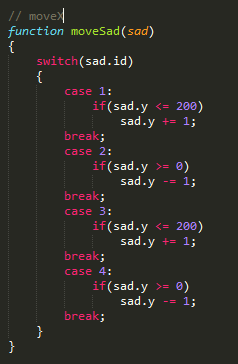 // moveX
function moveSad(sad)
{
    switch(sad.id)
    {
        case 1:
            if(sad.y <= 200)
                sad.y += 1;
        break;
        case 2:
            if(sad.y >= 0)
                sad.y -= 1;
        break;
        case 3:
            if(sad.y <= 200)
                sad.y += 1;
        break;
        case 4:
            if(sad.y >= 0)
                sad.y -= 1;
        break;
    }
}